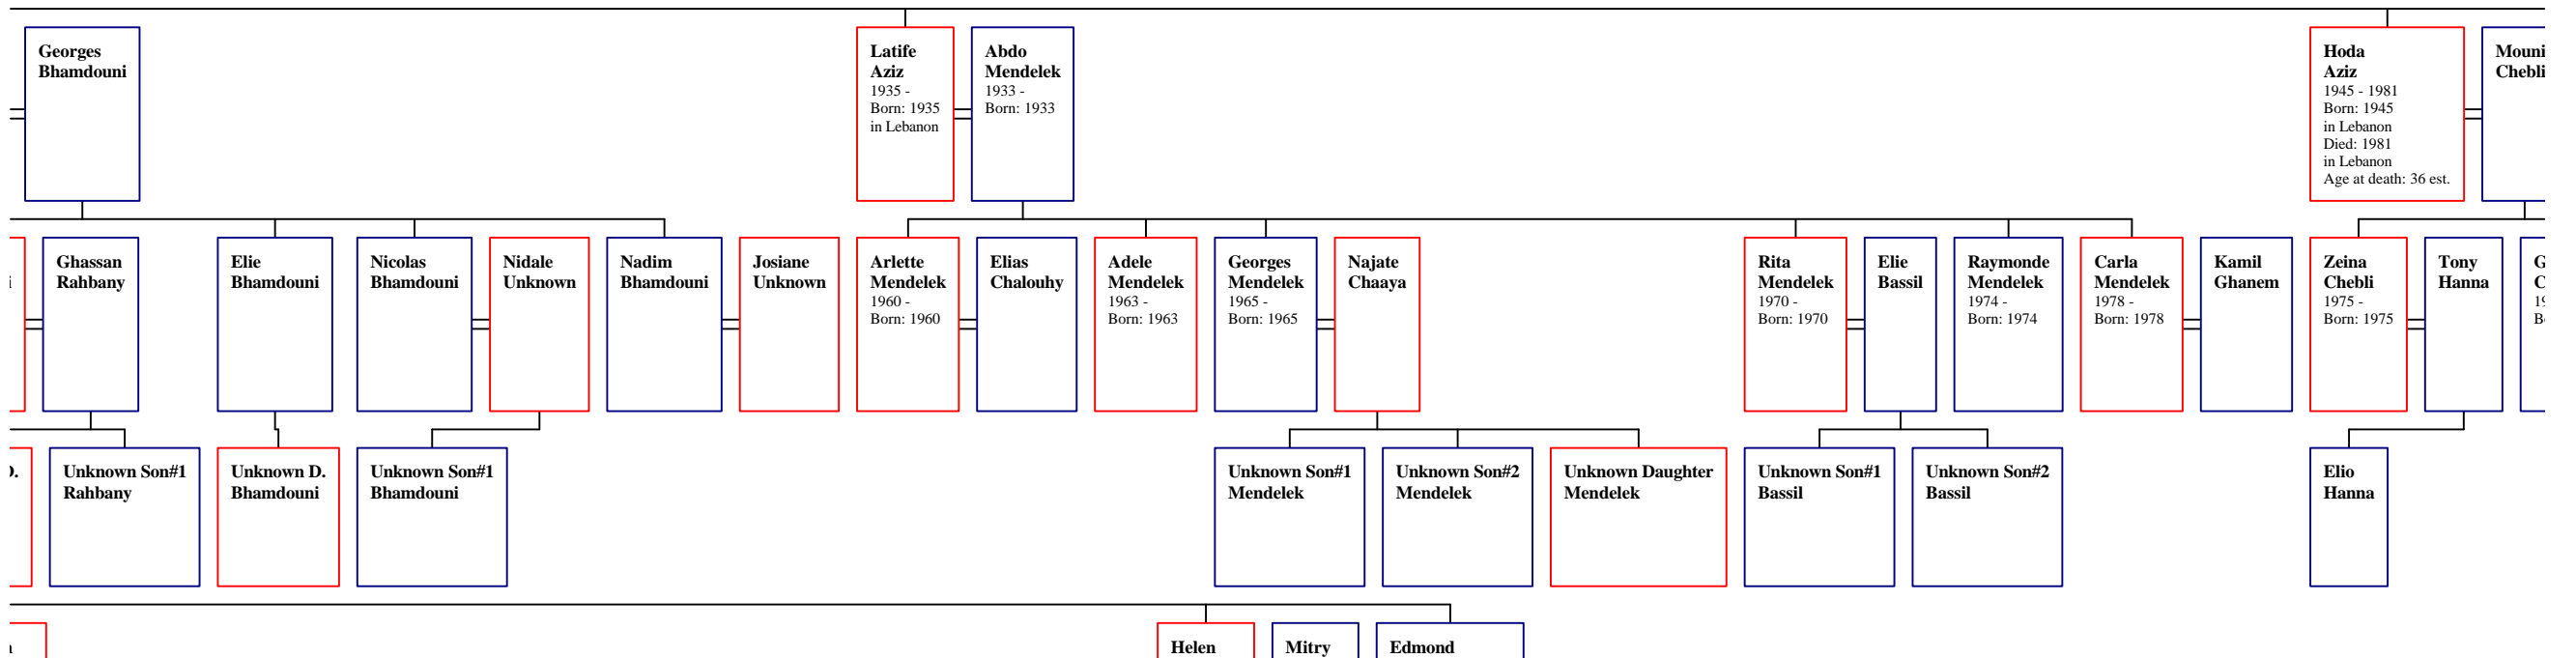 Georges
Bhamdouni
Latife
Aziz
1935 -
Born: 1935
in Lebanon
Abdo
Mendelek
1933 -
Born: 1933
Hoda
Aziz
1945 - 1981
Born: 1945
in Lebanon
Died: 1981
in Lebanon
Age at death: 36 est.
Mouni
Chebli
Ghassan
Rahbany
Elie
Bhamdouni
Nicolas
Bhamdouni
Nidale
Unknown
Nadim
Bhamdouni
Josiane
Unknown
Arlette
Mendelek
1960 -
Born: 1960
Elias
Chalouhy
Adele
Mendelek
1963 -
Born: 1963
Georges
Mendelek
1965 -
Born: 1965
Najate
Chaaya
Rita
Mendelek
1970 -
Born: 1970
Elie
Bassil
Raymonde
Mendelek
1974 -
Born: 1974
Carla
Mendelek
1978 -
Born: 1978
Kamil
Ghanem
Zeina
Chebli
1975 -
Born: 1975
Tony
Hanna
Unknown Son#1
Rahbany
Unknown D.
Bhamdouni
Unknown Son#1
Bhamdouni
Unknown Son#1
Mendelek
Unknown Son#2
Mendelek
Unknown Daughter
Mendelek
Unknown Son#1
Bassil
Unknown Son#2
Bassil
Elio
Hanna
Helen
Mitry
Edmond